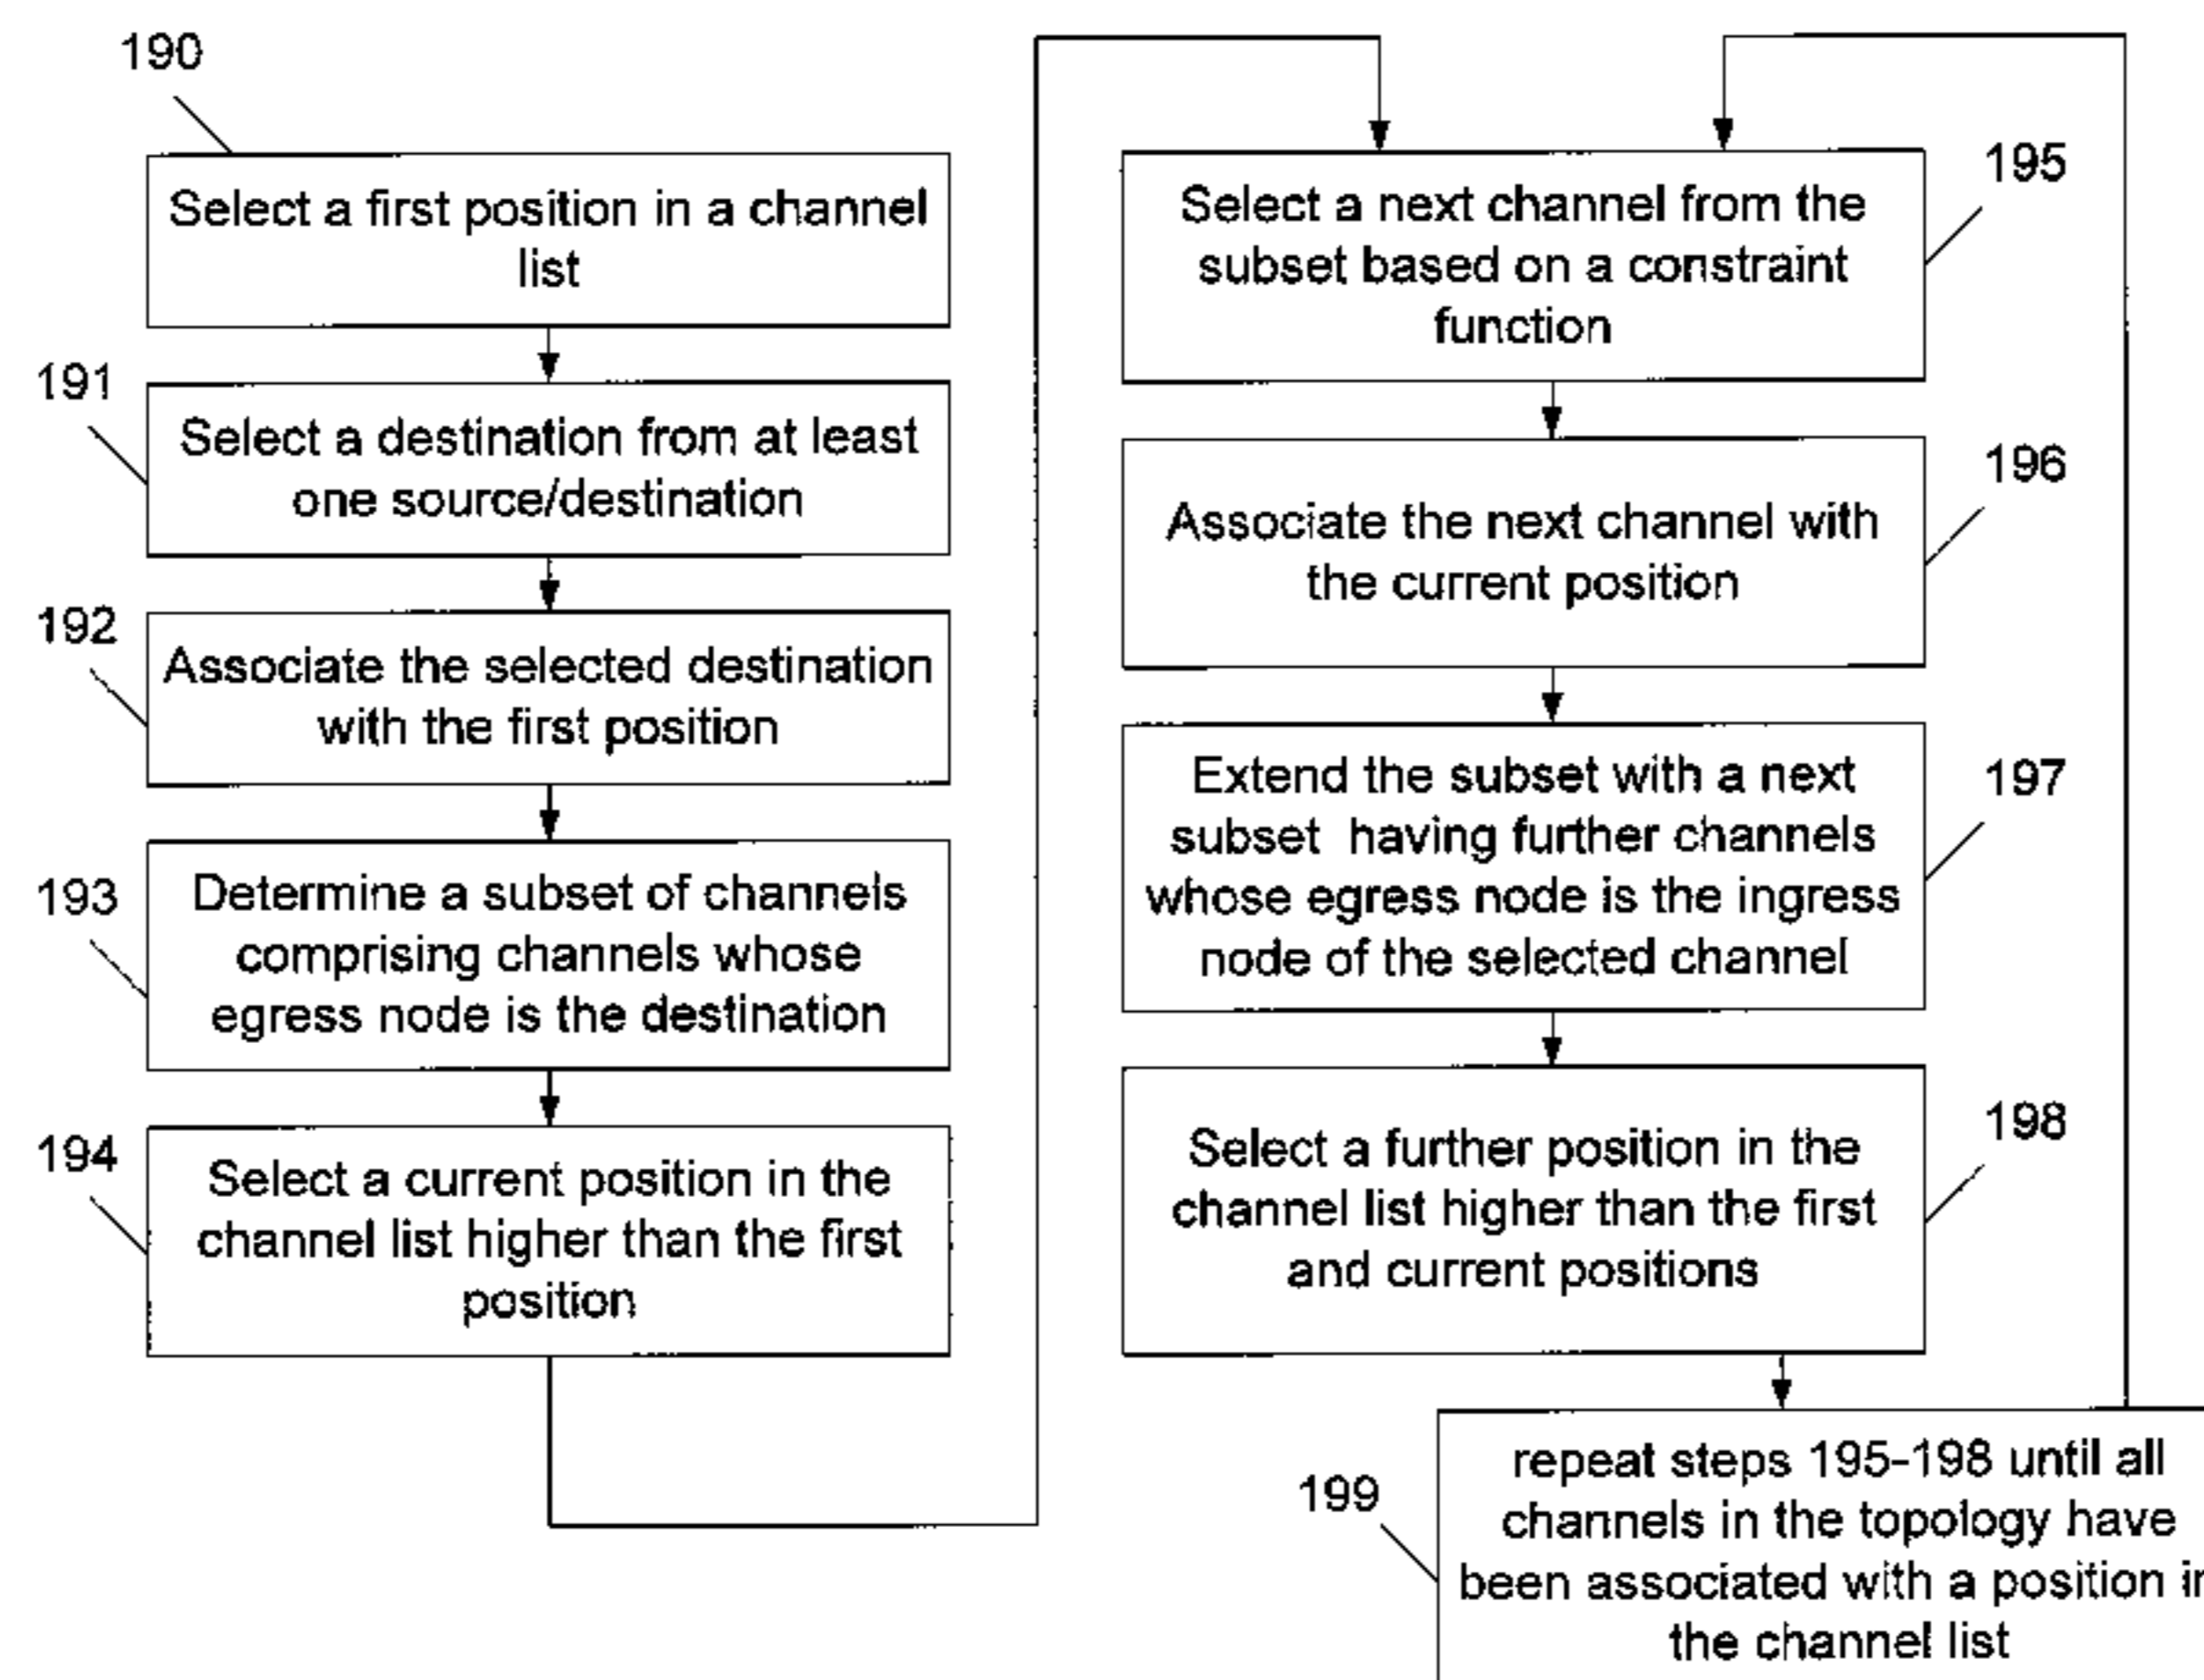 190
Select a first position in a channel
list
191
Select a destination from at least
one source/destination
192
Associate the selected destination
with the first position
193
Determine a subset of channels
comprising channels whose
egress node is the destination
194
Select a current position in the
channel list higher than the first
position
195
Select a next channel from the
subset based on a constraint
function
196
Associate the next channel with
the current position
197
Extend the subset with a next
subset having further channels
whose egress node is the ingress
node of the selected channel
198
Select a further position in the
channel list higher than the first
and current positions
199
repeat steps 195-198 until all
channels in the topology have
been associated with a position in
the channel list